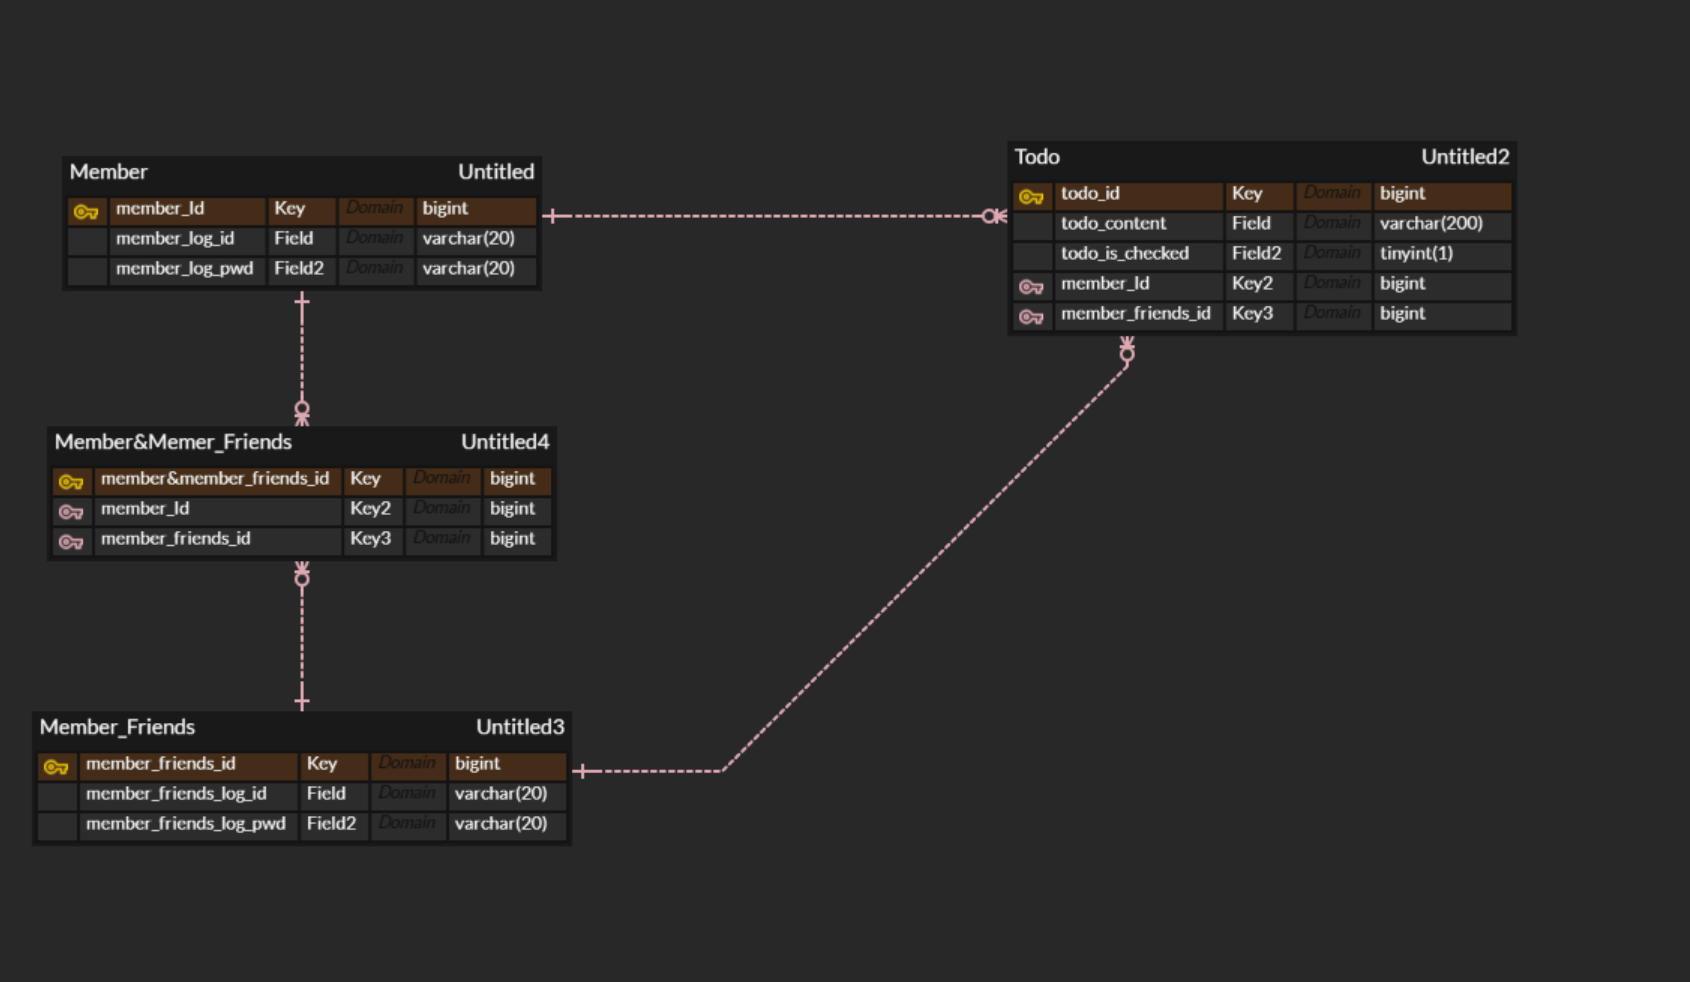 Member Untitled
member_Id Key Domain bigint
member_log_id Field Domain varchar(20)
member_log_pwd Field2 Domain varchar(20)
Todo Untitled2
todo_id Key Domain bigint
todo_content Field Domain varchar(200)
todo_is_checked Field2 Domain tinyint(1)
member_Id Key2 Domain bigint
member_friends_id Key3 Domain bigint
Member&Memer_Friends Untitled4
member&member_friends_id Key Domain bigint
member_Id Key2 Domain bigint
member_friends_id Key3 Domain bigint
Member_Friends Untitled3
member_friends_id Key Domain bigint
member_friends_log_id Field Domain varchar(20)
member_friends_log_pwd Field2 Domain varchar(20)